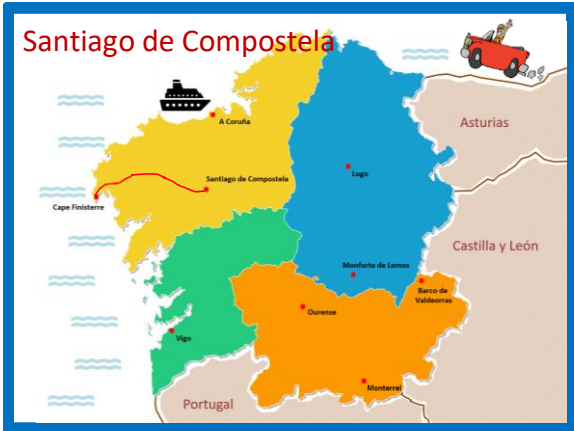 Santiago de Compostela
A Coruña
Asturias
Santiago de Compostela
Lugo
Cape Finisterre
Castilla y León
Monforte de Lemos
Barco de
Valdeorras
Ourense
Vigo
Monterrei
Portugal